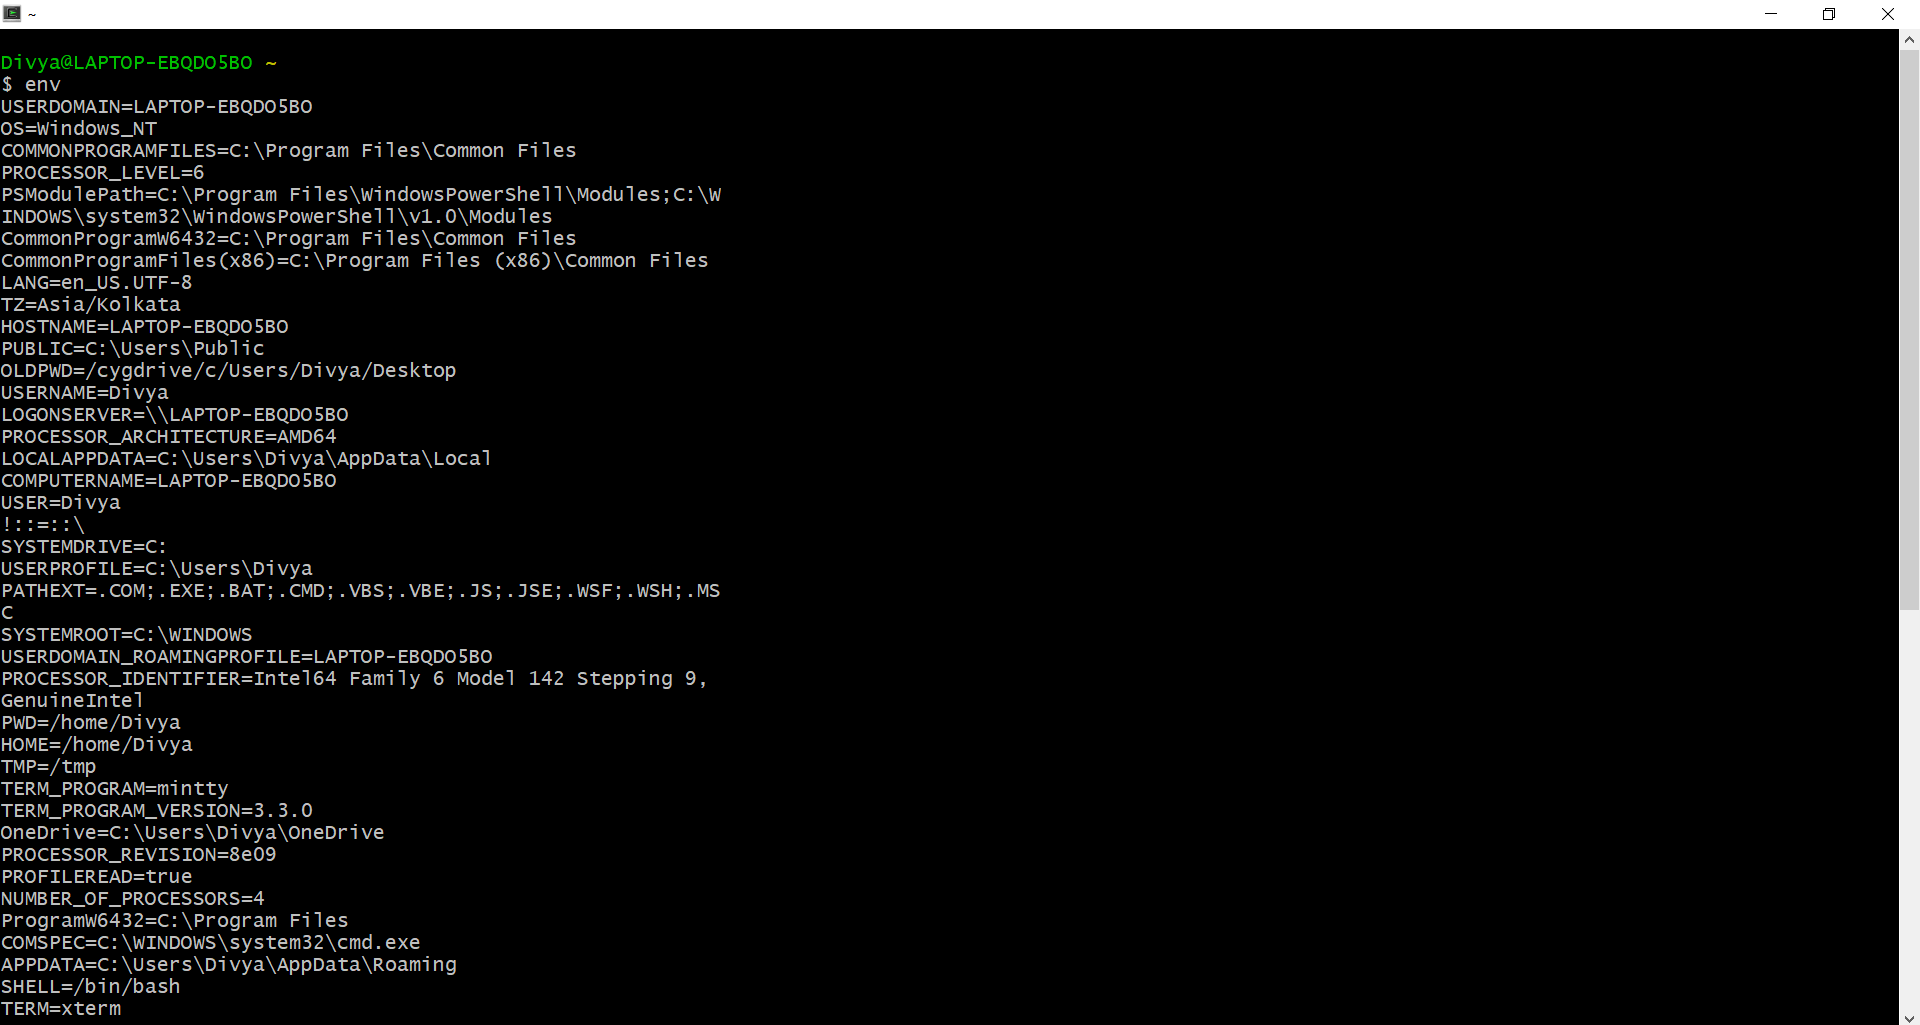 ~
Divya@LAPTOP-EBQDO5BO ~
$ env
USERDOMAIN=LAPTOP-EBQDO5BO
OS=Windows_NT
COMMONPROGRAMFILES=C:\Program Files\Common Files
PROCESSOR_LEVEL=6
PSModulePath=C:\Program Files\WindowsPowerShell\Modules;C:\W
INDOWS\system32\WindowsPowerShell\v1.0\Modules
CommonProgramW6432=C:\Program Files\Common Files
CommonProgramFiles(x86)=C:\Program Files (x86)\Common Files
LANG=en_US.UTF-8
TZ=Asia/Kolkata
HOSTNAME=LAPTOP-EBQDO5BO
PUBLIC=C:\Users\Public
OLDPWD=/cygdrive/c/Users/Divya/Desktop
USERNAME=Divya
LOGONSERVER=\\LAPTOP-EBQDO5BO
PROCESSOR_ARCHITECTURE=AMD64
LOCALAPPDATA=C:\Users\Divya\AppData\Local
COMPUTERNAME=LAPTOP-EBQDO5BO
USER=Divya
!::=::\
SYSTEMDRIVE=C:
USERPROFILE=C:\Users\Divya
PATHEXT=.COM;.EXE;.BAT;.CMD;.VBS;.VBE;.JS;.JSE;.WSF;.WSH;.MS
C
SYSTEMROOT=C:\WINDOWS
USERDOMAIN_ROAMINGPROFILE=LAPTOP-EBQDO5BO
PROCESSOR_IDENTIFIER=Intel64 Family 6 Model 142 Stepping 9,
GenuineIntel
PWD=/home/Divya
HOME=/home/Divya
TMP=/tmp
TERM_PROGRAM=mintty
TERM_PROGRAM_VERSION=3.3.0
OneDrive=C:\Users\Divya\OneDrive
PROCESSOR_REVISION=8e09
PROFILEREAD=true
NUMBER_OF_PROCESSORS=4
ProgramW6432=C:\Program Files
COMSPEC=C:\WINDOWS\system32\cmd.exe
APPDATA=C:\Users\Divya\AppData\Roaming
SHELL=/bin/bash
TERM=xterm